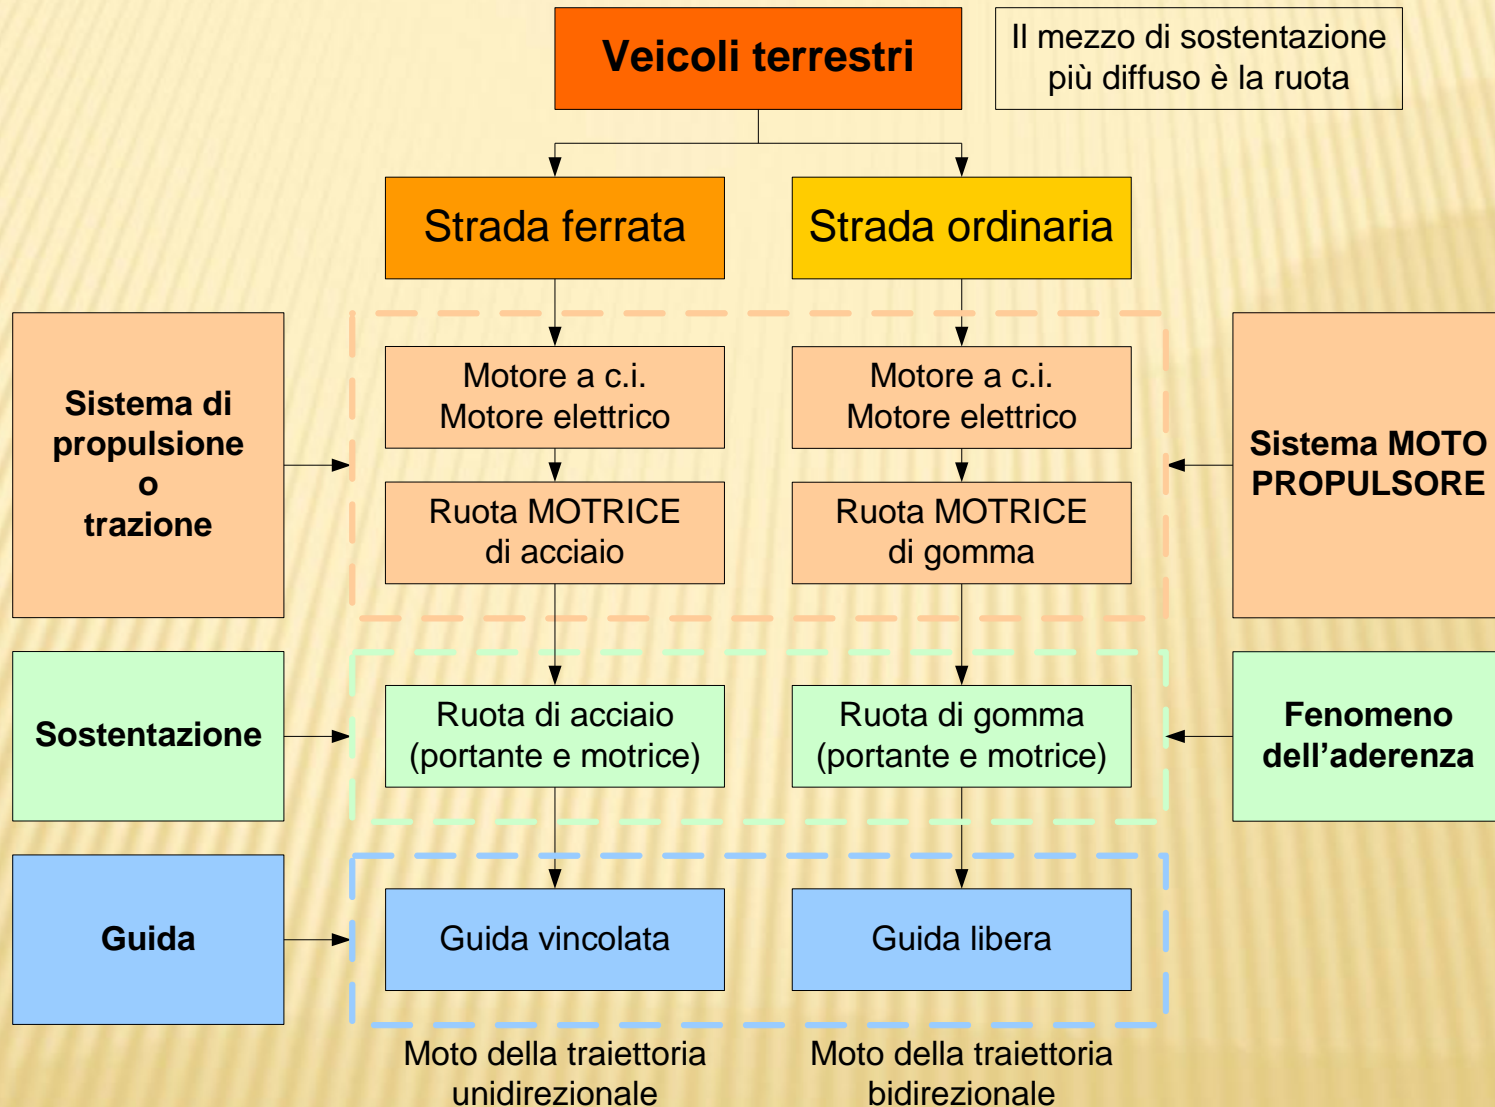 Veicoli terrestri
Il mezzo di sostentazione
più diffuso è la ruota
Strada ferrata
Strada ordinaria
Sistema di
propulsione
o
trazione
Motore a c.i.
Motore elettrico
Motore a c.i.
Motore elettrico
Sistema MOTO
PROPULSORE
Ruota MOTRICE
di acciaio
Ruota MOTRICE
di gomma
Sostentazione
Ruota di acciaio
(portante e motrice)
Ruota di gomma
(portante e motrice)
Fenomeno
dell'aderenza
Guida
Guida vincolata
Guida libera
Moto della traiettoria
unidirezionale
Moto della traiettoria
bidirezionale